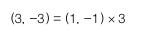 (3, -3) = (1, -1) × 3